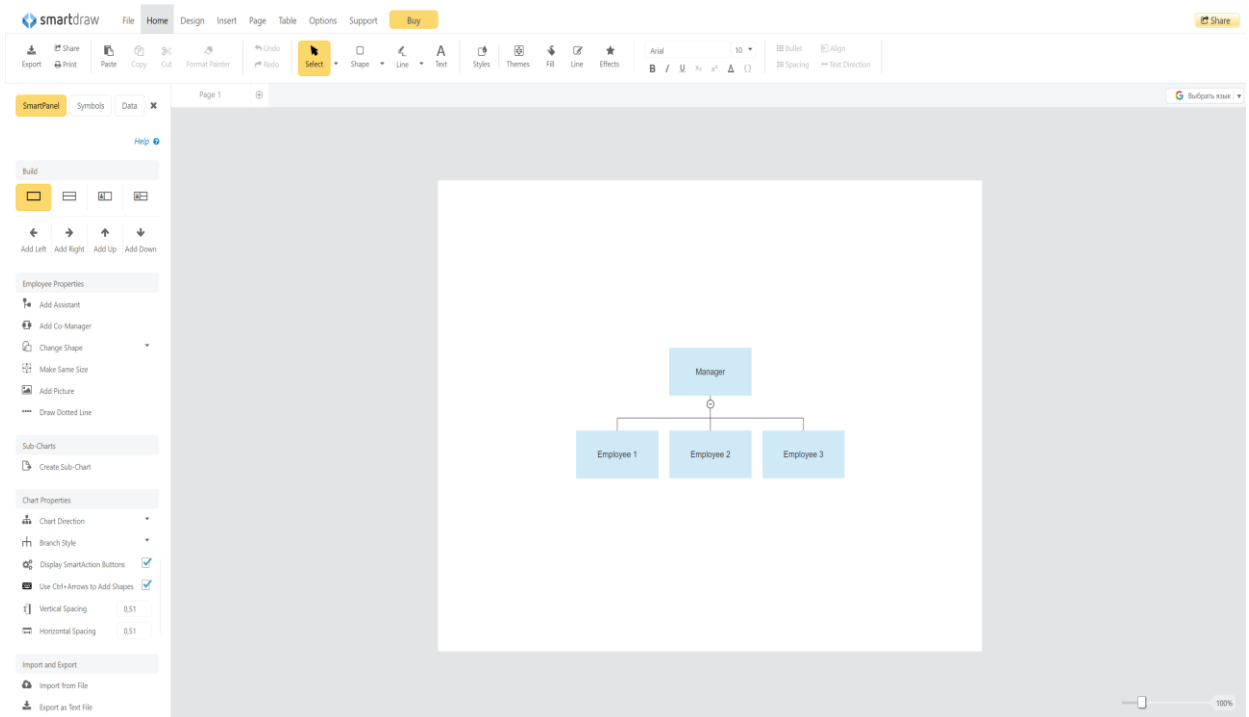 smartdraw File Home Design Insert Page Table Options Support Buy Share
Export Share Print Paste Copy Cut Format Painter Undo Redo Select Shape Line Text Styles Themes Fill Line Effects Arial 10 Bullet Align
B I U X₂ x² A {} Spacing Text Direction
SmartPanel Symbols Data Page 1 Выбрать язык
Help
Build
Add Left Add Right Add Up Add Down
Employee Properties
Add Assistant
Add Co-Manager
Change Shape
Make Same Size
Add Picture
Draw Dotted Line
Sub-Charts
Create Sub-Chart
Chart Properties
Chart Direction
Branch Style
Display SmartAction Buttons
Use Ctrl+Arrows to Add Shapes
Vertical Spacing 0,51
Horizontal Spacing 0,51
Import and Export
Import from File
Export as Text File
Manager
Employee 1 Employee 2 Employee 3
100%